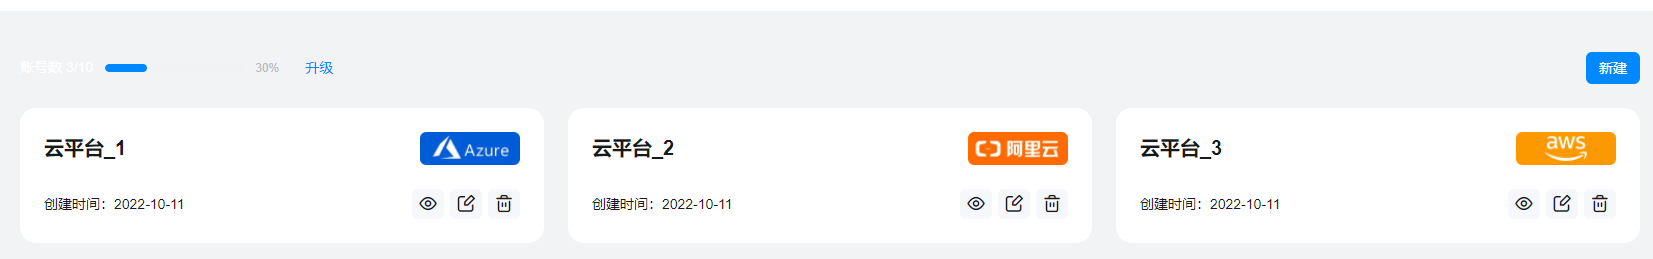 账号数 3/10 30% 升级 新建
云平台_1 Azure
创建时间：2022-10-11
云平台_2 阿里云
创建时间：2022-10-11
云平台_3 aws
创建时间：2022-10-11